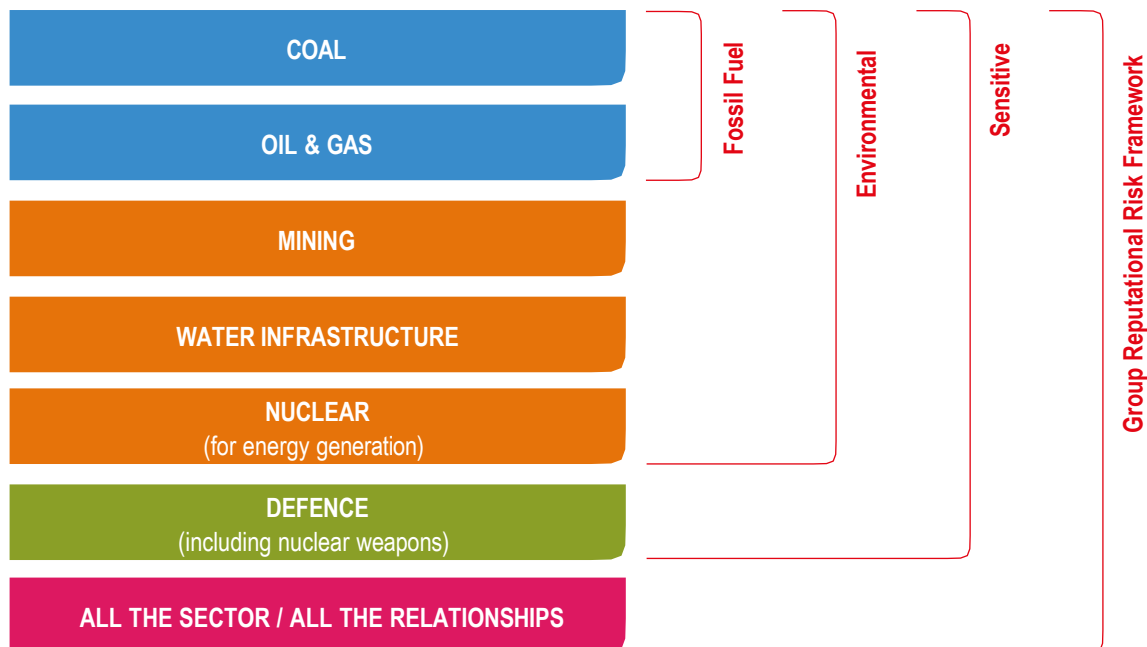 COAL
OIL & GAS
MINING
WATER INFRASTRUCTURE
NUCLEAR
(for energy generation)
DEFENCE
(including nuclear weapons)
ALL THE SECTOR / ALL THE RELATIONSHIPS
Fossil Fuel
Environmental
Sensitive
Group Reputational Risk Framework